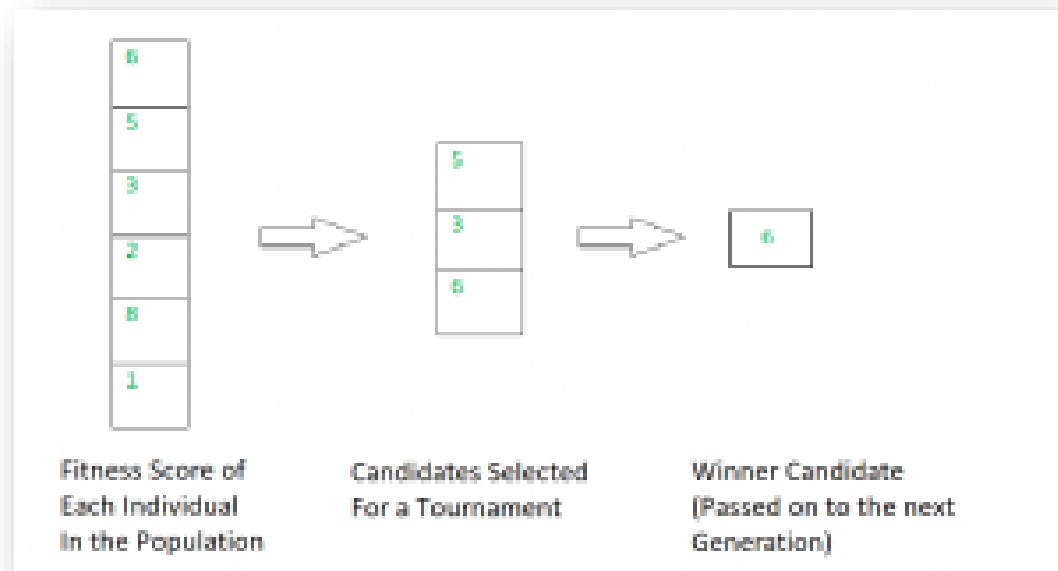 6
5
3
2
8
1
5
3
6
6
Fitness Score of
Each Individual
In the Population
Candidates Selected
For a Tournament
Winner Candidate
(Passed on to the next
Generation)